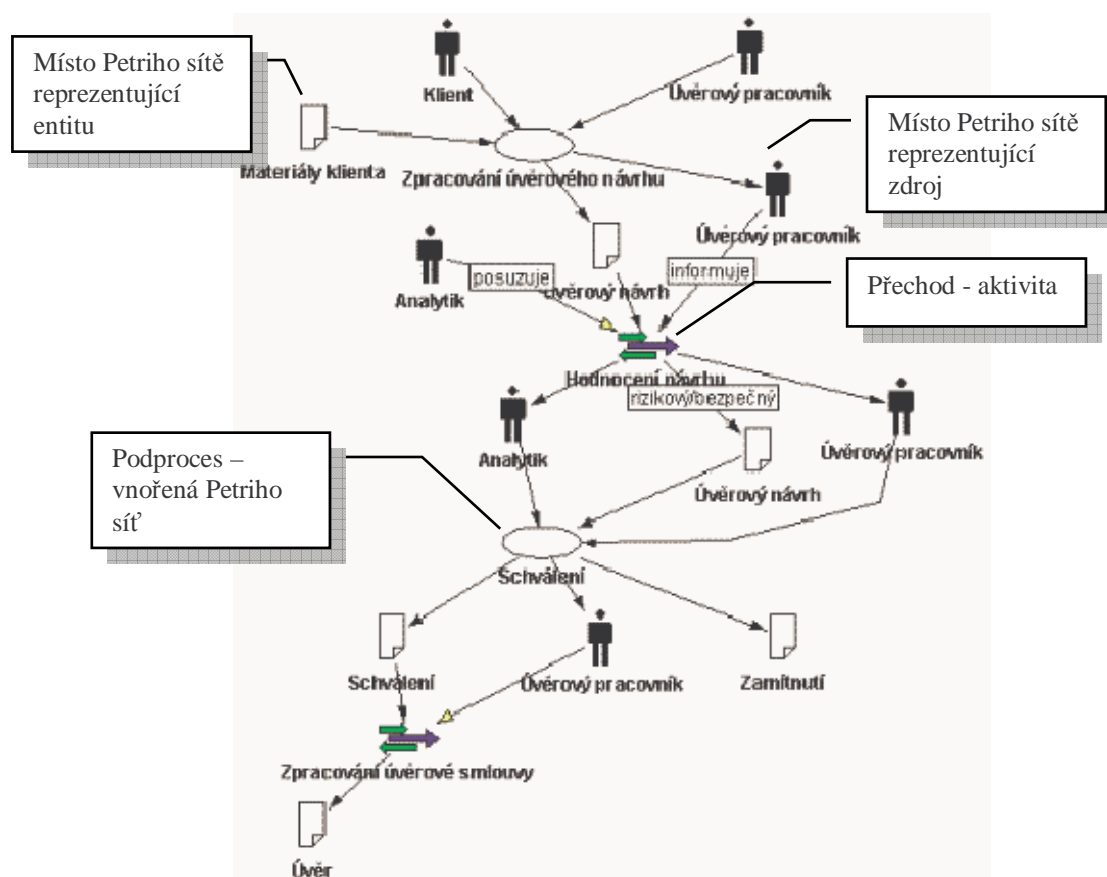 Místo Petriho sítě
reprezentující
entitu
Klient
Úvěrový pracovník
Místo Petriho sítě
reprezentující
zdroj
Materiály klienta
Zpracování úvěrového návrhu
Úvěrový pracovník
Analytik
posuzuje
Úvěrový návrh
informuje
Přechod - aktivita
Hodnocení návrhu
rizikový/bezpečný
Podproces –
vnořená Petriho
síť
Analytik
Úvěrový návrh
Úvěrový pracovník
Schválení
Schválení
Úvěrový pracovník
Zamítnutí
Zpracování úvěrové smlouvy
Úvěr